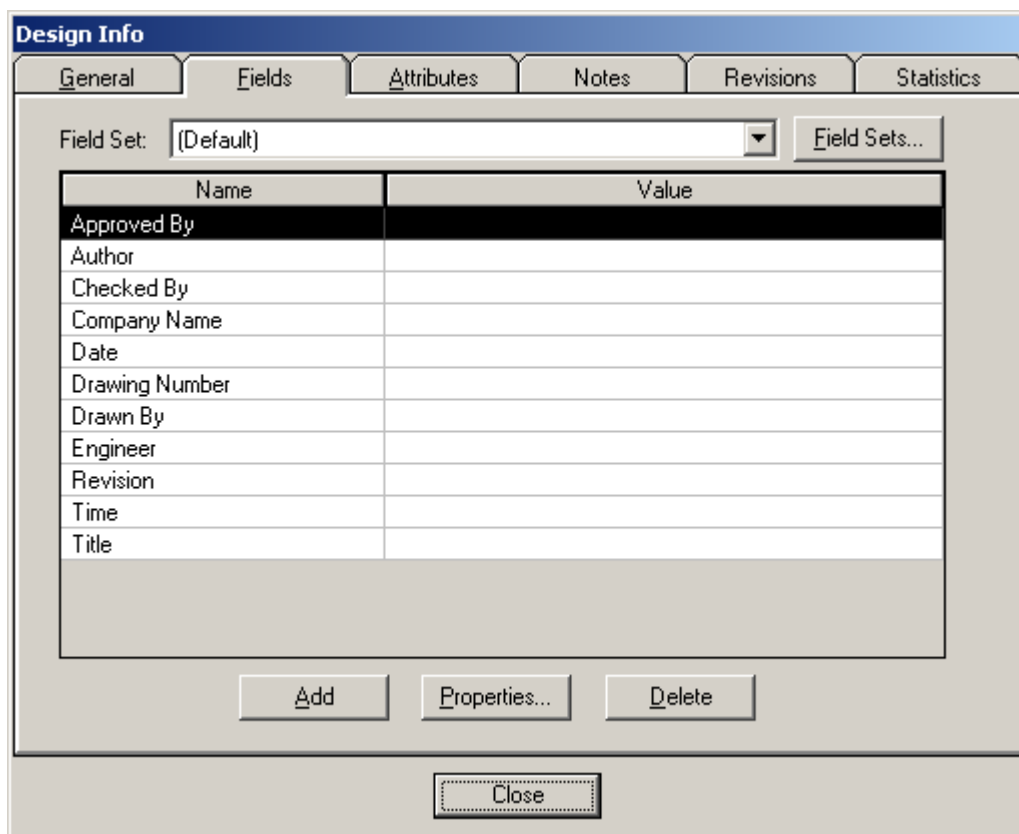 Design Info
General Fields Attributes Notes Revisions Statistics
Field Set: (Default) Field Sets...
Name Value
Approved By
Author
Checked By
Company Name
Date
Drawing Number
Drawn By
Engineer
Revision
Time
Title
Add Properties... Delete
Close